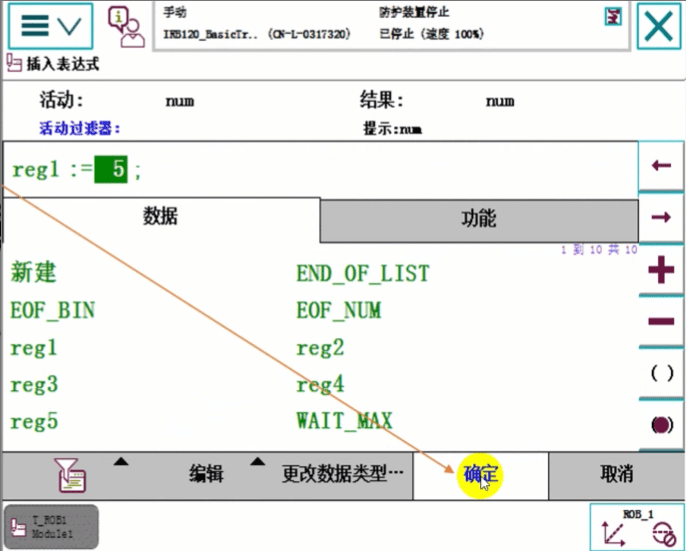 手动
防护装置停止
IRB120_BasicTr.. (CN-L-0317320)
已停止 (速度 100%)
插入表达式
活动: num
结果: num
活动过滤器:
提示:num
reg1 := 5 ;
数据
功能
1 到 10 共 10
新建
END_OF_LIST
EOF_BIN
EOF_NUM
reg1
reg2
reg3
reg4
reg5
WAIT_MAX
()
编辑
更改数据类型…
确定
取消
T_ROB1
Module1
ROB_1